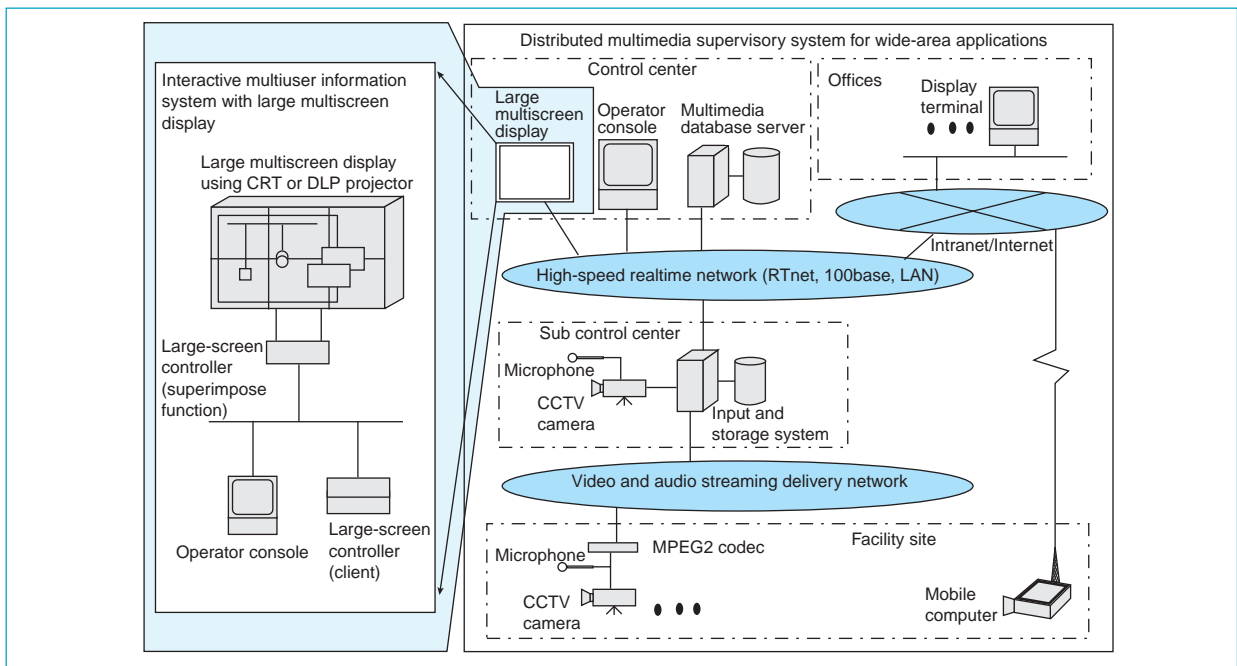 Distributed multimedia supervisory system for wide-area applications
Interactive multiuser information
system with large multiscreen
display
Large multiscreen display
using CRT or DLP projector
Large-screen
controller
(superimpose
function)
Operator console
Large-screen
controller
(client)
Control center
Large
multiscreen
display
Operator
console
Multimedia
database server
Offices
Display
terminal
Intranet/Internet
High-speed realtime network (RTnet, 100base, LAN)
Sub control center
Microphone
CCTV
camera
Input and
storage system
Video and audio streaming delivery network
Facility site
MPEG2 codec
Microphone
CCTV
camera
Mobile
computer